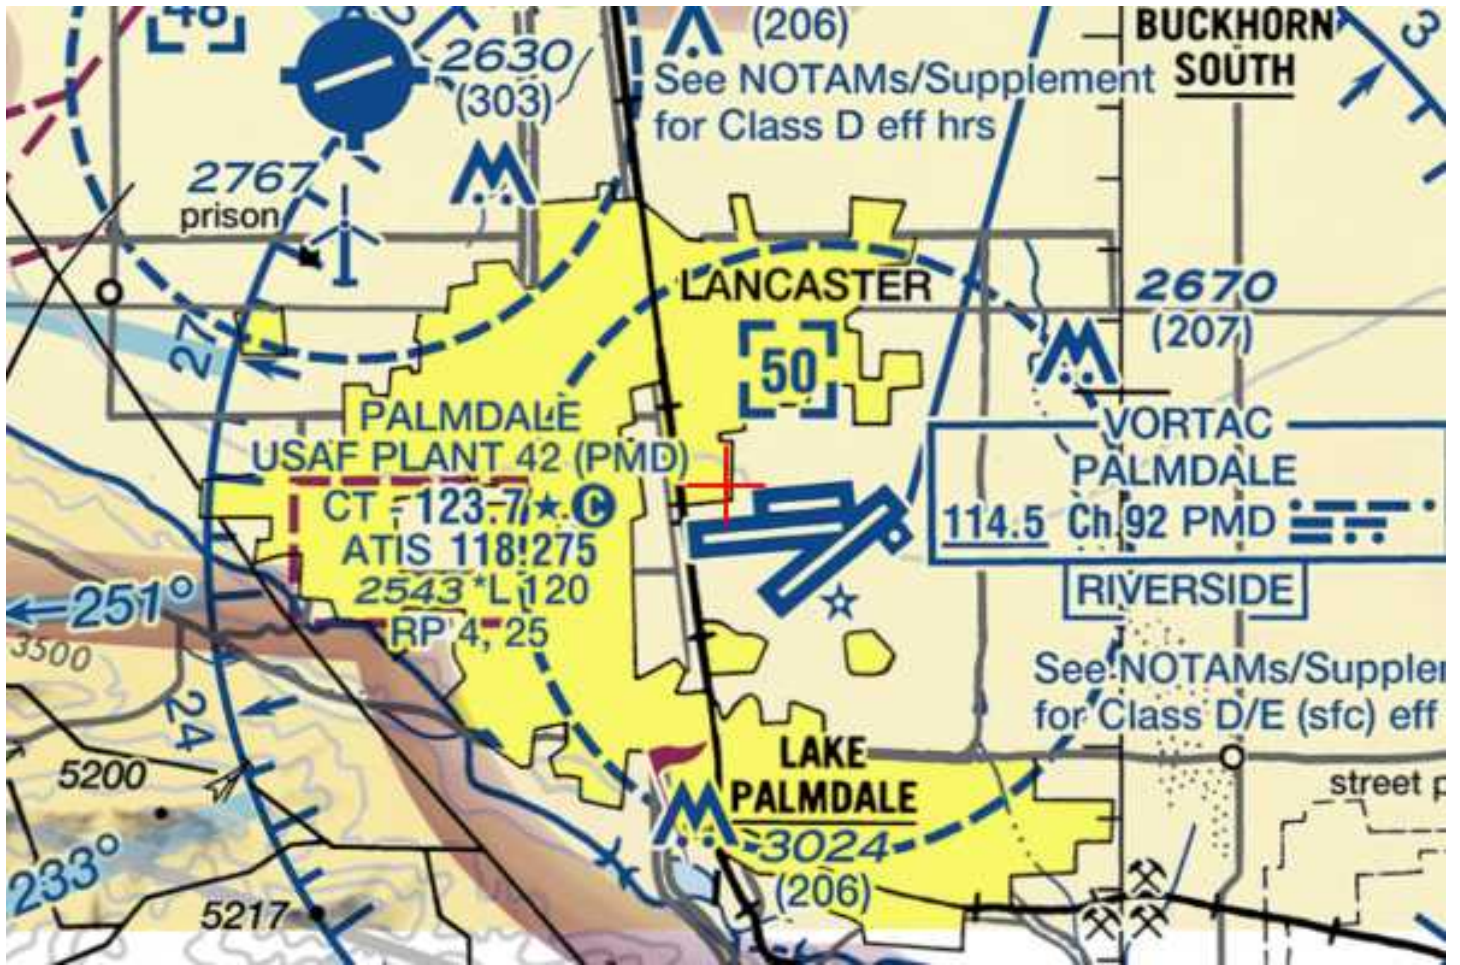 48
2630
(303)
(206)
See NOTAMs/Supplement
for Class D eff hrs
BUCKHORN
SOUTH
3
2767
prison
LANCASTER
2670
(207)
27
50
PALMDALE
USAF PLANT 42 (PMD)
CT - 123.7 ★ C
ATIS 118.275
2543 *L 120
RP 4, 25
VORTAC
PALMDALE
114.5 Ch 92 PMD
RIVERSIDE
251°
3500
24
See NOTAMs/Supplem
for Class D/E (sfc) eff
5200
LAKE
PALMDALE
3024
(206)
street p
233°
5217